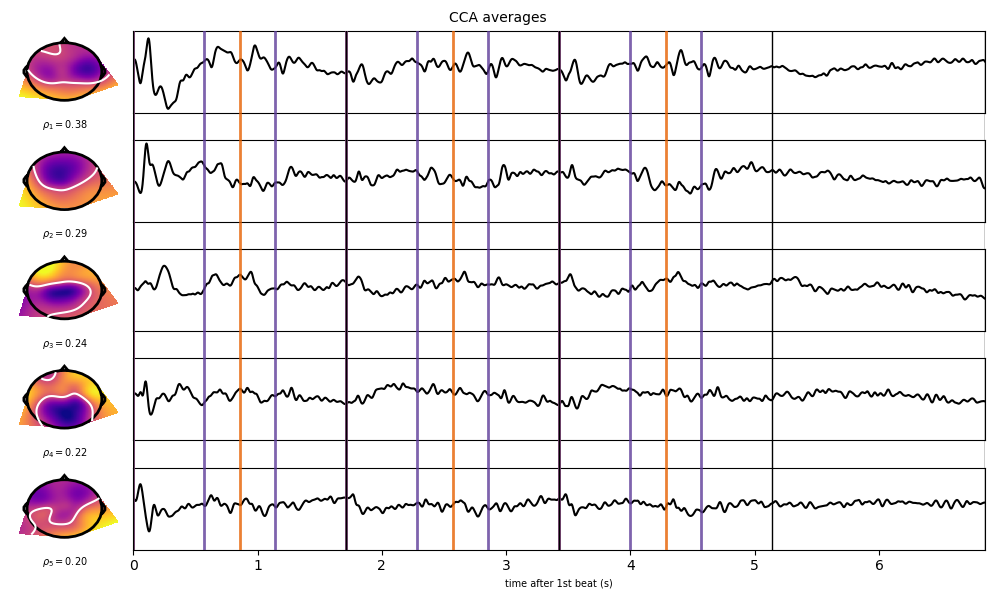 CCA averages
ρ₁ = 0.38
ρ₂ = 0.29
ρ₃ = 0.24
ρ₄ = 0.22
ρ₅ = 0.20
0 1 2 3 4 5 6
time after 1st beat (s)